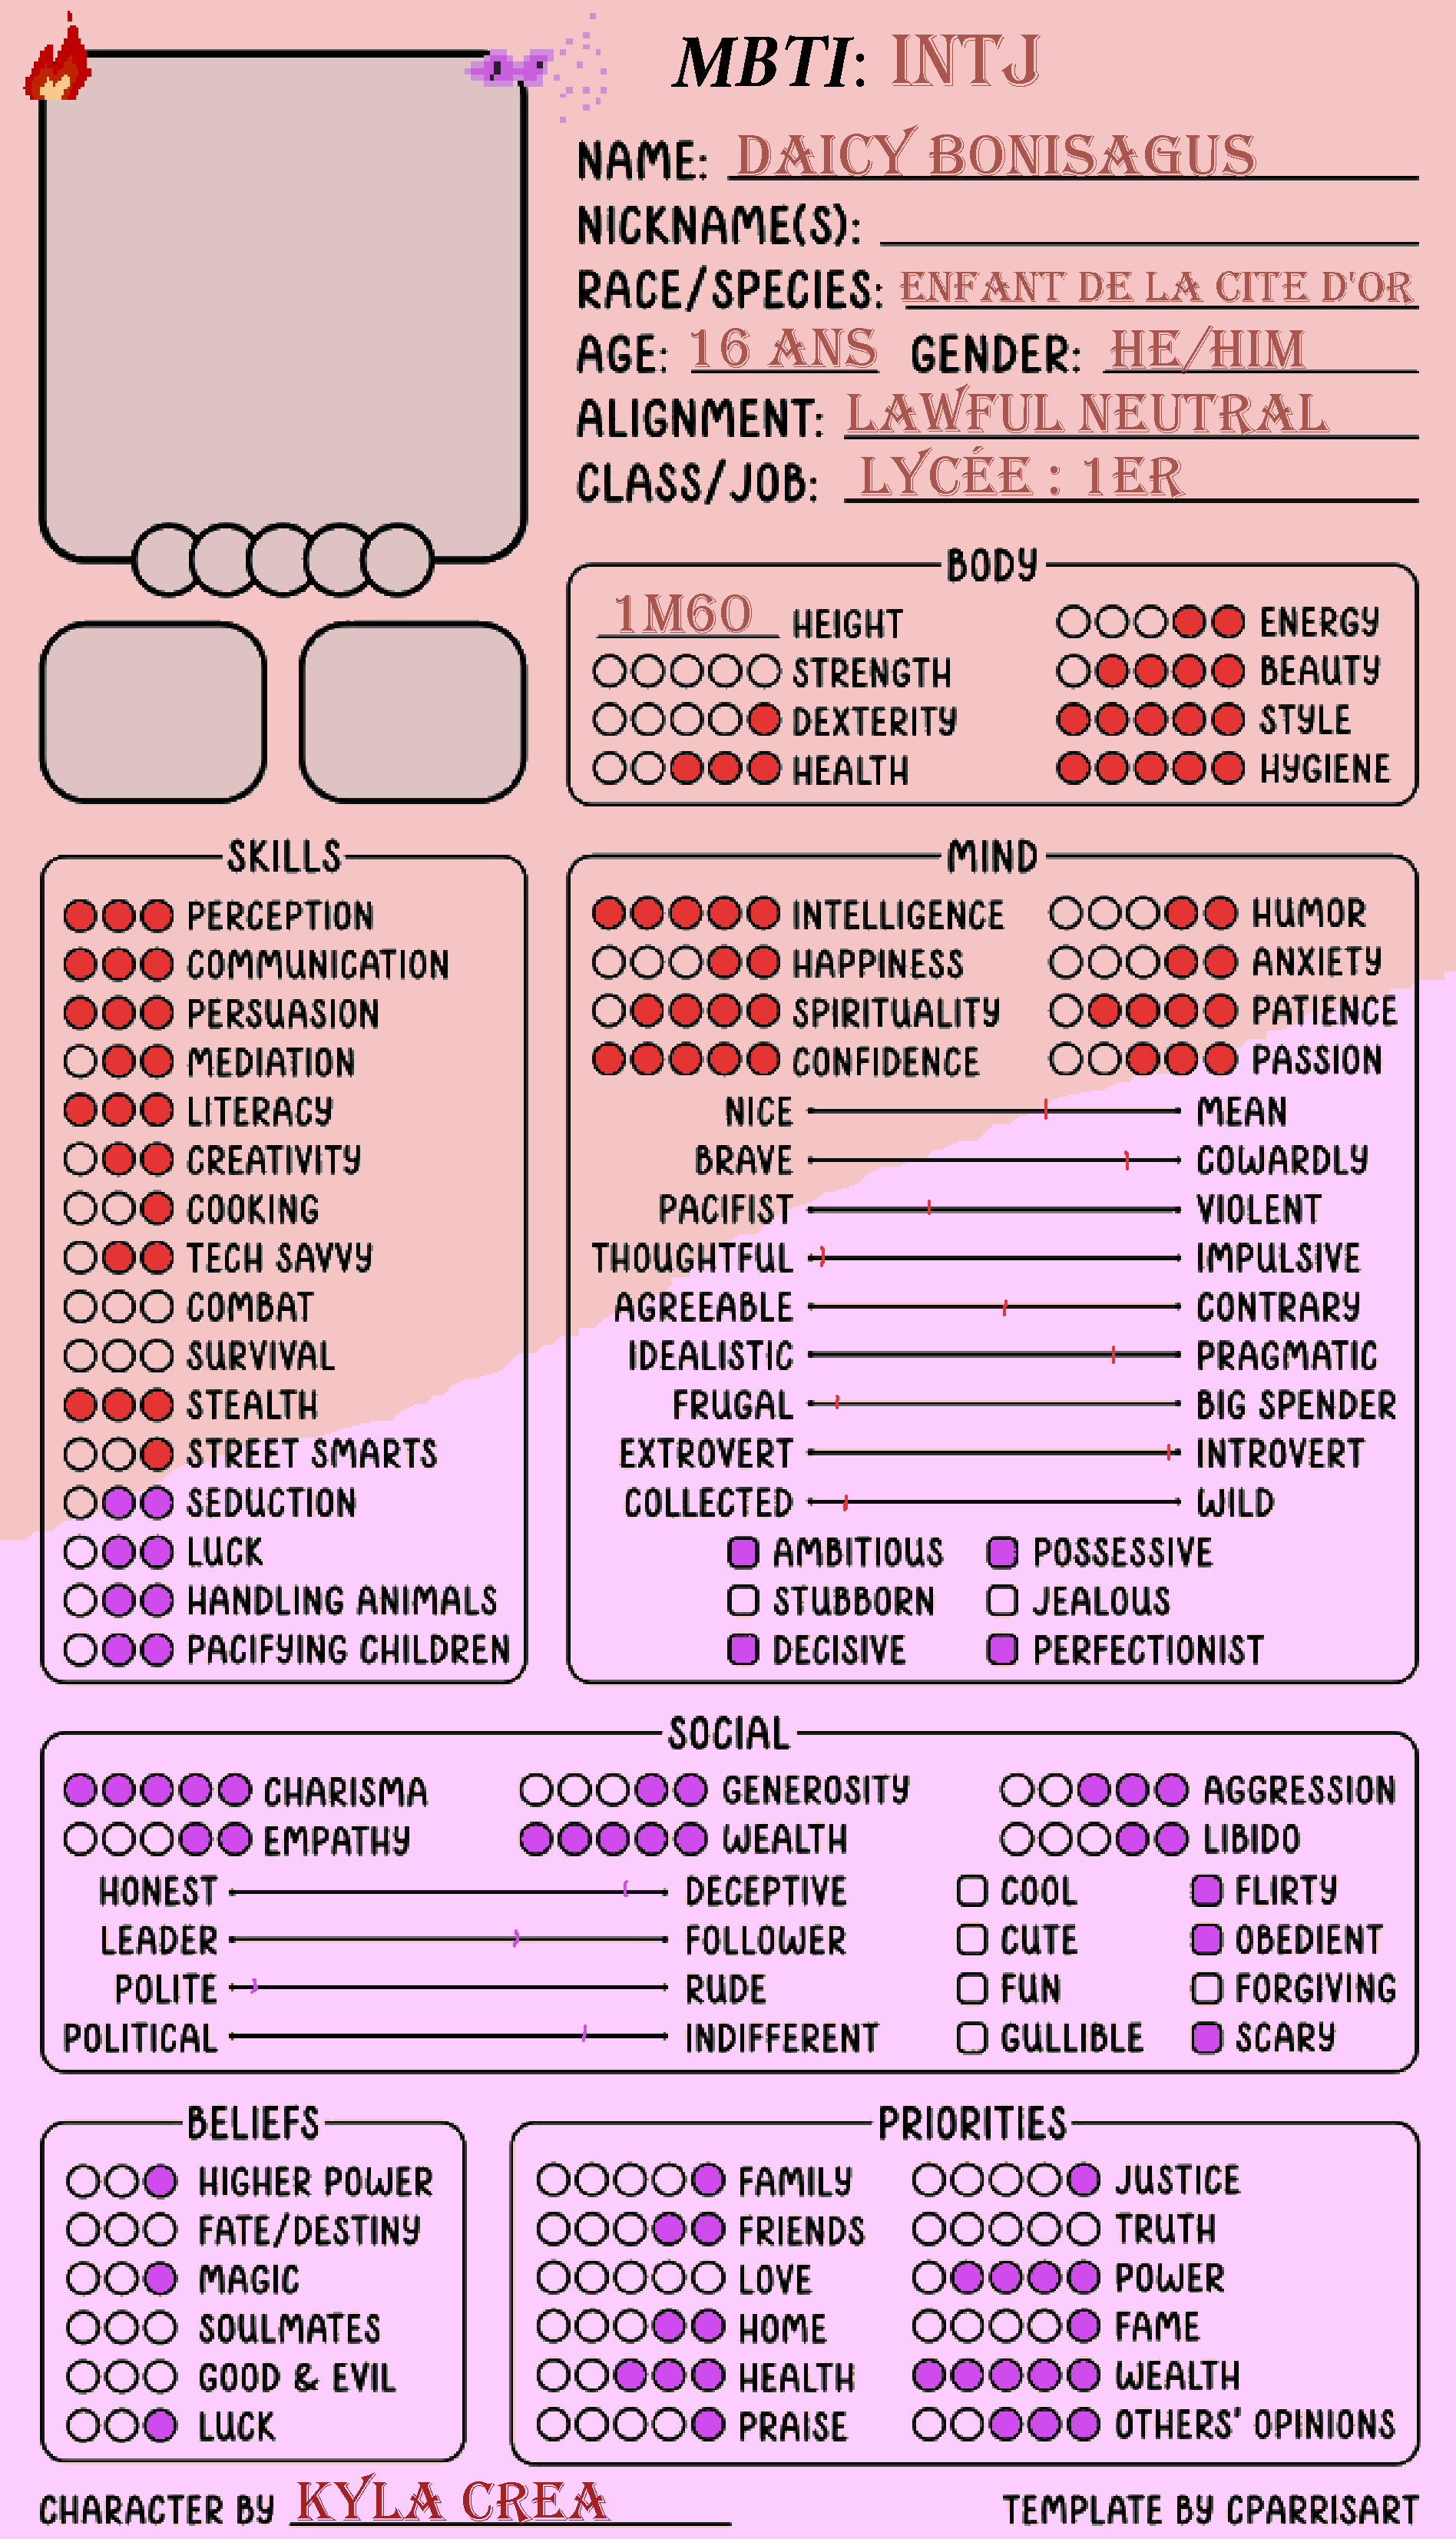 MBTI: INTJ
NAME: DAICY BONISAGUS
NICKNAME(S):
RACE/SPECIES: ENFANT DE LA CITE D'OR
AGE: 16 ANS GENDER: HE/HIM
ALIGNMENT: LAWFUL NEUTRAL
CLASS/JOB: LYCÉE : 1ER
BODY
1M60 HEIGHT ENERGY
STRENGTH BEAUTY
DEXTERITY STYLE
HEALTH HYGIENE
SKILLS
PERCEPTION
COMMUNICATION
PERSUASION
MEDIATION
LITERACY
CREATIVITY
COOKING
TECH SAVVY
COMBAT
SURVIVAL
STEALTH
STREET SMARTS
SEDUCTION
LUCK
HANDLING ANIMALS
PACIFYING CHILDREN
MIND
INTELLIGENCE HUMOR
HAPPINESS ANXIETY
SPIRITUALITY PATIENCE
CONFIDENCE PASSION
NICE MEAN
BRAVE COWARDLY
PACIFIST VIOLENT
THOUGHTFUL IMPULSIVE
AGREEABLE CONTRARY
IDEALISTIC PRAGMATIC
FRUGAL BIG SPENDER
EXTROVERT INTROVERT
COLLECTED WILD
AMBITIOUS POSSESSIVE
STUBBORN JEALOUS
DECISIVE PERFECTIONIST
SOCIAL
CHARISMA GENEROSITY AGGRESSION
EMPATHY WEALTH LIBIDO
HONEST DECEPTIVE COOL FLIRTY
LEADER FOLLOWER CUTE OBEDIENT
POLITE RUDE FUN FORGIVING
POLITICAL INDIFFERENT GULLIBLE SCARY
BELIEFS
HIGHER POWER
FATE/DESTINY
MAGIC
SOULMATES
GOOD & EVIL
LUCK
PRIORITIES
FAMILY JUSTICE
FRIENDS TRUTH
LOVE POWER
HOME FAME
HEALTH WEALTH
PRAISE OTHERS' OPINIONS
CHARACTER BY KYLA CREA
TEMPLATE BY CPARRISART